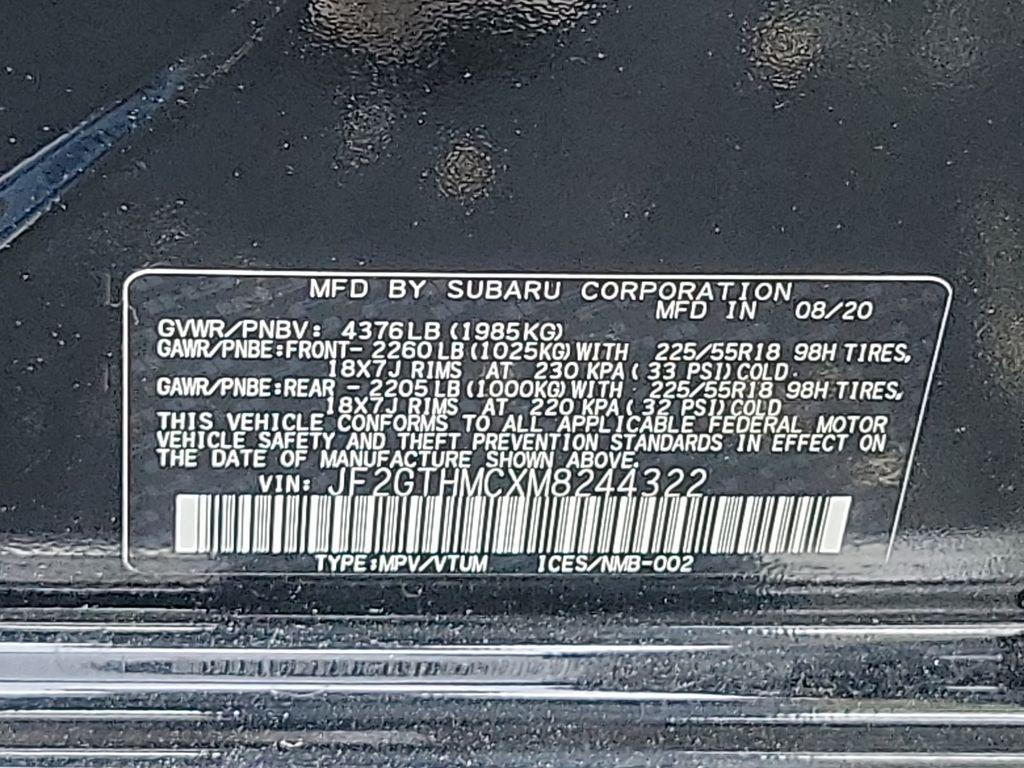 MFD BY SUBARU CORPORATION
MFD IN 08/20
GVWR/PNBV: 4376LB (1985KG)
GAWR/PNBE:FRONT- 2260LB (1025KG)WITH 225/55R18 98H TIRES,
18X7J RIMS AT 230 KPA( 33 PSI)COLD
GAWR/PNBE:REAR - 2205LB (1000KG)WITH 225/55R18 98H TIRES,
18X7J RIMS AT 220 KPA( 32 PSI)COLD
THIS VEHICLE CONFORMS TO ALL APPLICABLE FEDERAL MOTOR
VEHICLE SAFETY AND THEFT PREVENTION STANDARDS IN EFFECT ON
THE DATE OF MANUFACTURE SHOWN ABOVE.
VIN: JF2GTHMCXM8244322
TYPE:MPV/VTUM ICES/NMB-002